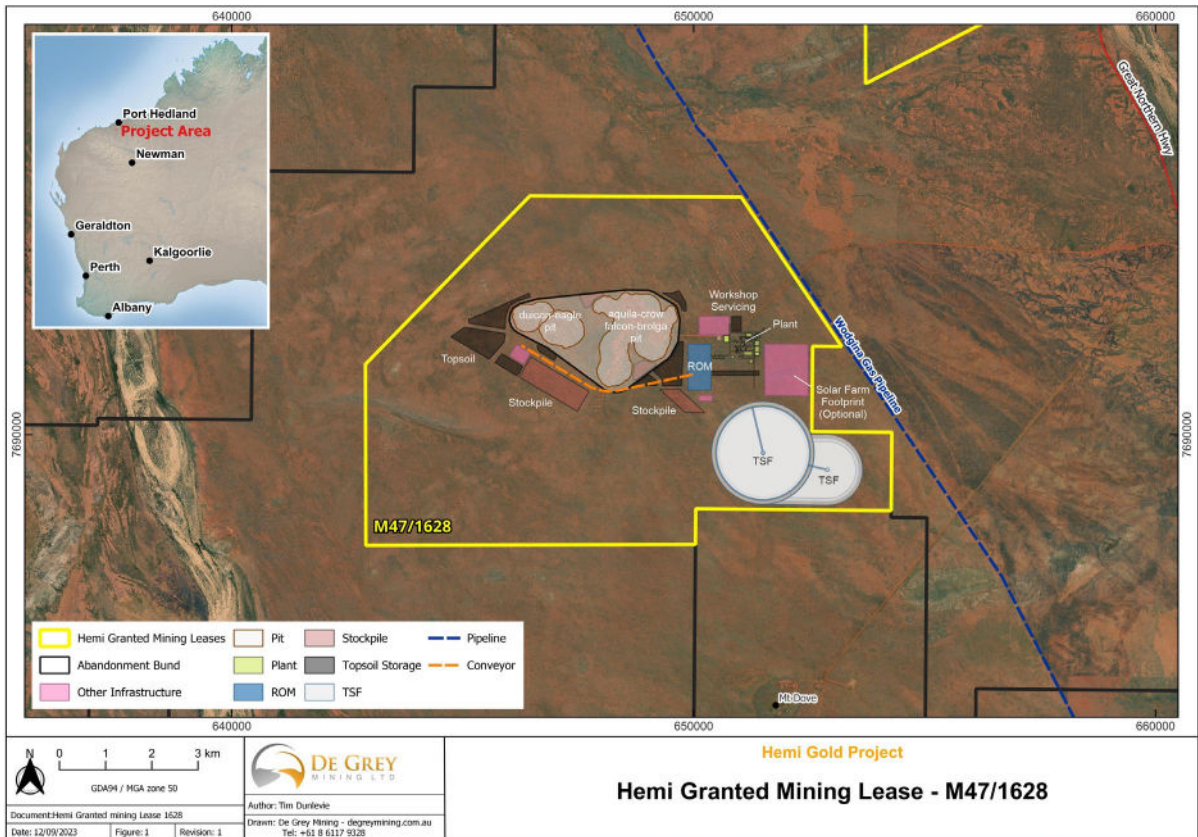 640000
650000
660000
Port Hedland
Project Area
Newman
Geraldton
Kalgoorlie
Perth
Albany
Great Northern Hwy
Wodgina Gas Pipeline
7690000
7690000
Workshop
Servicing
Plant
pit
aquila-crow
falcon-brolga
pit
Topsoil
ROM
Stockpile
Stockpile
Solar Farm
Footprint
(Optional)
TSF
TSF
M47/1628
Mt Dove
Hemi Granted Mining Leases
Abandonment Bund
Other Infrastructure
Pit
Plant
ROM
Stockpile
Topsoil Storage
TSF
Pipeline
Conveyor
640000
650000
660000
N
0 1 2 3 km
GDA94 / MGA zone 50
Document:Hemi Granted mining Lease 1628
Date: 12/09/2023
Figure: 1
Revision: 1
DE GREY
MINING LTD
Author: Tim Dunlevie
Drawn: De Grey Mining - degreymining.com.au
Tel: +61 8 6117 9328
Hemi Gold Project
Hemi Granted Mining Lease - M47/1628